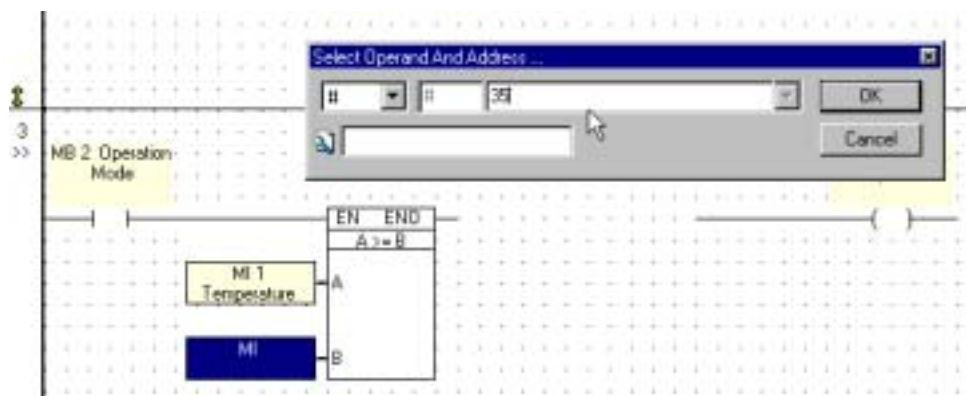 Select Operand And Address ...
# # 35
OK
Cancel
3
>>
MB 2 Operation
Mode
EN END
A >= B
MI 1
Temperature
A
MI
B